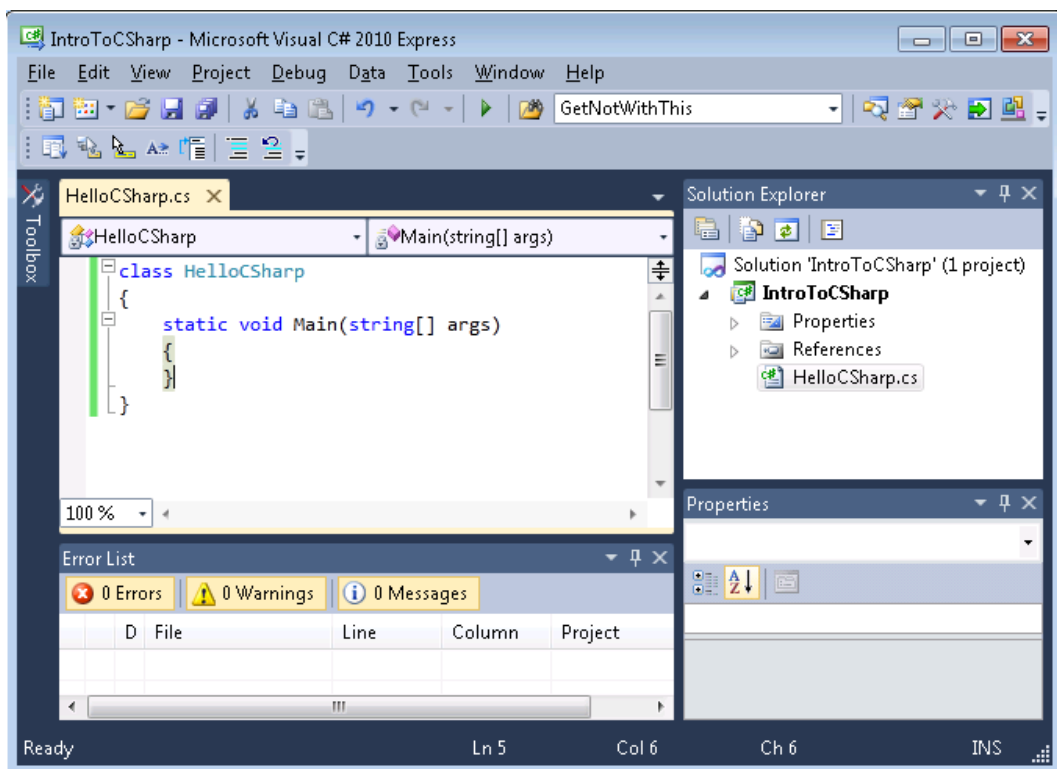 IntroToCSharp - Microsoft Visual C# 2010 Express
File Edit View Project Debug Data Tools Window Help
GetNotWithThis
Toolbox
HelloCSharp.cs
HelloCSharp
Main(string[] args)
class HelloCSharp
{
static void Main(string[] args)
{
}
}
100 %
Solution Explorer
Solution 'IntroToCSharp' (1 project)
IntroToCSharp
Properties
References
HelloCSharp.cs
Properties
Error List
0 Errors 0 Warnings 0 Messages
D File Line Column Project
Ready Ln 5 Col 6 Ch 6 INS